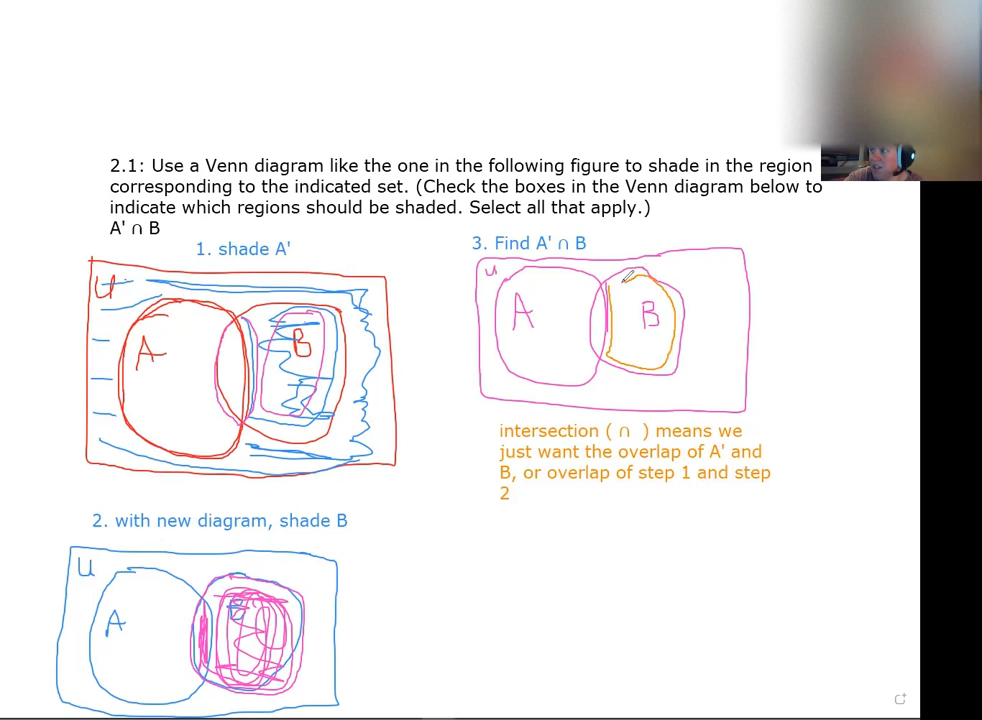 2.1: Use a Venn diagram like the one in the following figure to shade in the region
corresponding to the indicated set. (Check the boxes in the Venn diagram below to
indicate which regions should be shaded. Select all that apply.)
A' ∩ B
1. shade A'
U
A
B
2. with new diagram, shade B
U
A
B
3. Find A' ∩ B
u
A
B
intersection ( ∩ ) means we
just want the overlap of A' and
B, or overlap of step 1 and step
2